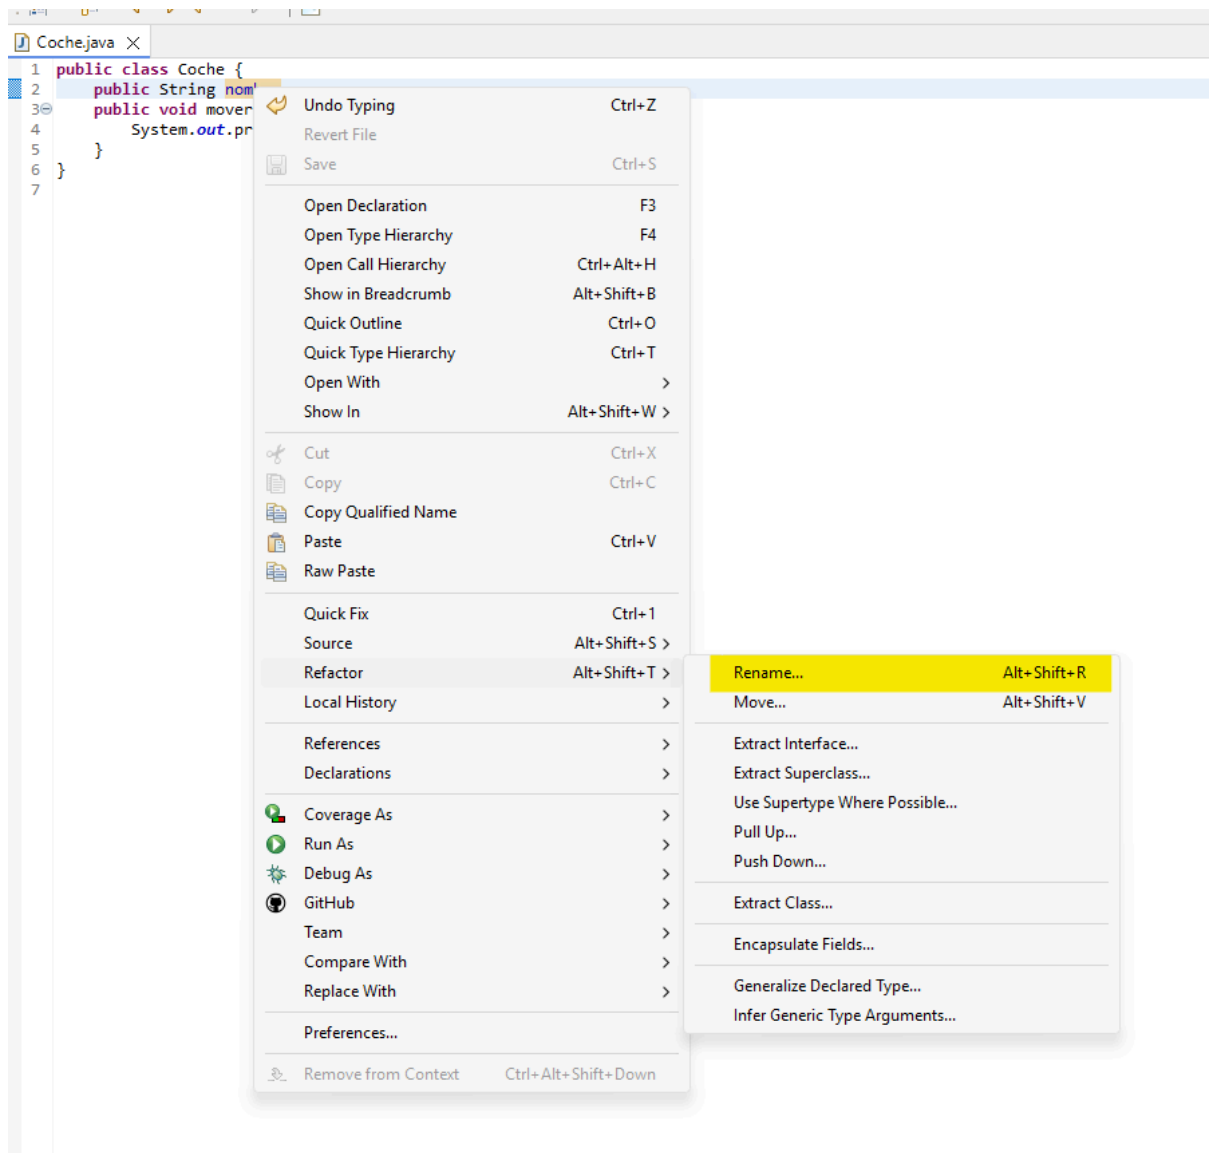 Coche.java
1 public class Coche {
2 public String
3 public void mover
4 System.out.pr
5 }
6 }
7
Undo Typing Ctrl+Z
Revert File
Save Ctrl+S
Open Declaration F3
Open Type Hierarchy F4
Open Call Hierarchy Ctrl+Alt+H
Show in Breadcrumb Alt+Shift+B
Quick Outline Ctrl+O
Quick Type Hierarchy Ctrl+T
Open With
Show In Alt+Shift+W
Cut Ctrl+X
Copy Ctrl+C
Copy Qualified Name
Paste Ctrl+V
Raw Paste
Quick Fix Ctrl+1
Source Alt+Shift+S
Refactor Alt+Shift+T
Local History
References
Declarations
Coverage As
Run As
Debug As
GitHub
Team
Compare With
Replace With
Preferences...
Remove from Context Ctrl+Alt+Shift+Down
Rename... Alt+Shift+R
Move... Alt+Shift+V
Extract Interface...
Extract Superclass...
Use Supertype Where Possible...
Pull Up...
Push Down...
Extract Class...
Encapsulate Fields...
Generalize Declared Type...
Infer Generic Type Arguments...